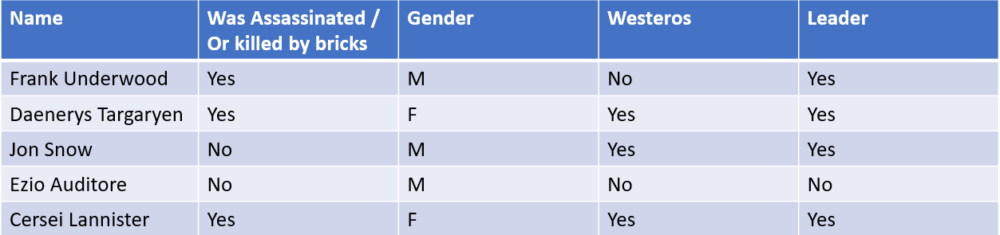 Name Was Assassinated / Gender Westeros Leader
Or killed by bricks
Frank Underwood Yes M No Yes
Daenerys Targaryen Yes F Yes Yes
Jon Snow No M Yes Yes
Ezio Auditore No M No No
Cersei Lannister Yes F Yes Yes